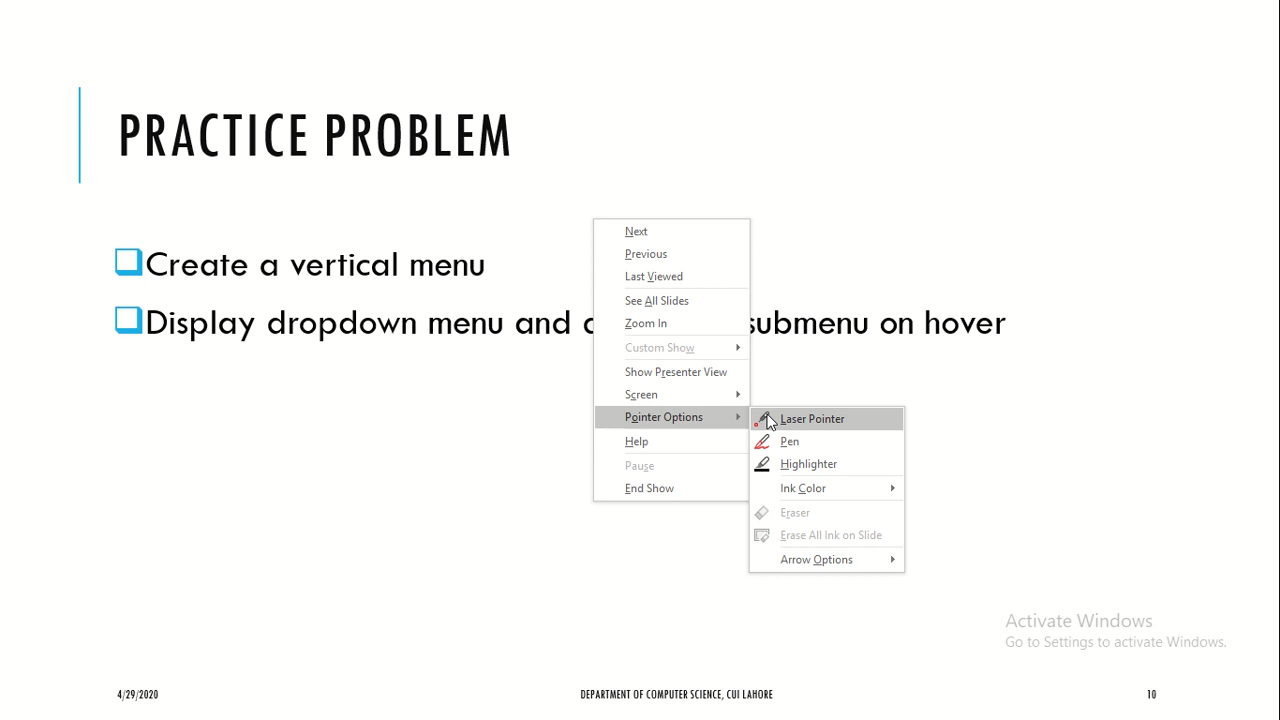 PRACTICE PROBLEM
Create a vertical menu
Display dropdown menu and submenu on hover
Next
Previous
Last Viewed
See All Slides
Zoom In
Custom Show
Show Presenter View
Screen
Pointer Options
Help
Pause
End Show
Laser Pointer
Pen
Highlighter
Ink Color
Eraser
Erase All Ink on Slide
Arrow Options
Activate Windows
Go to Settings to activate Windows.
4/29/2020
DEPARTMENT OF COMPUTER SCIENCE, CUI LAHORE
10